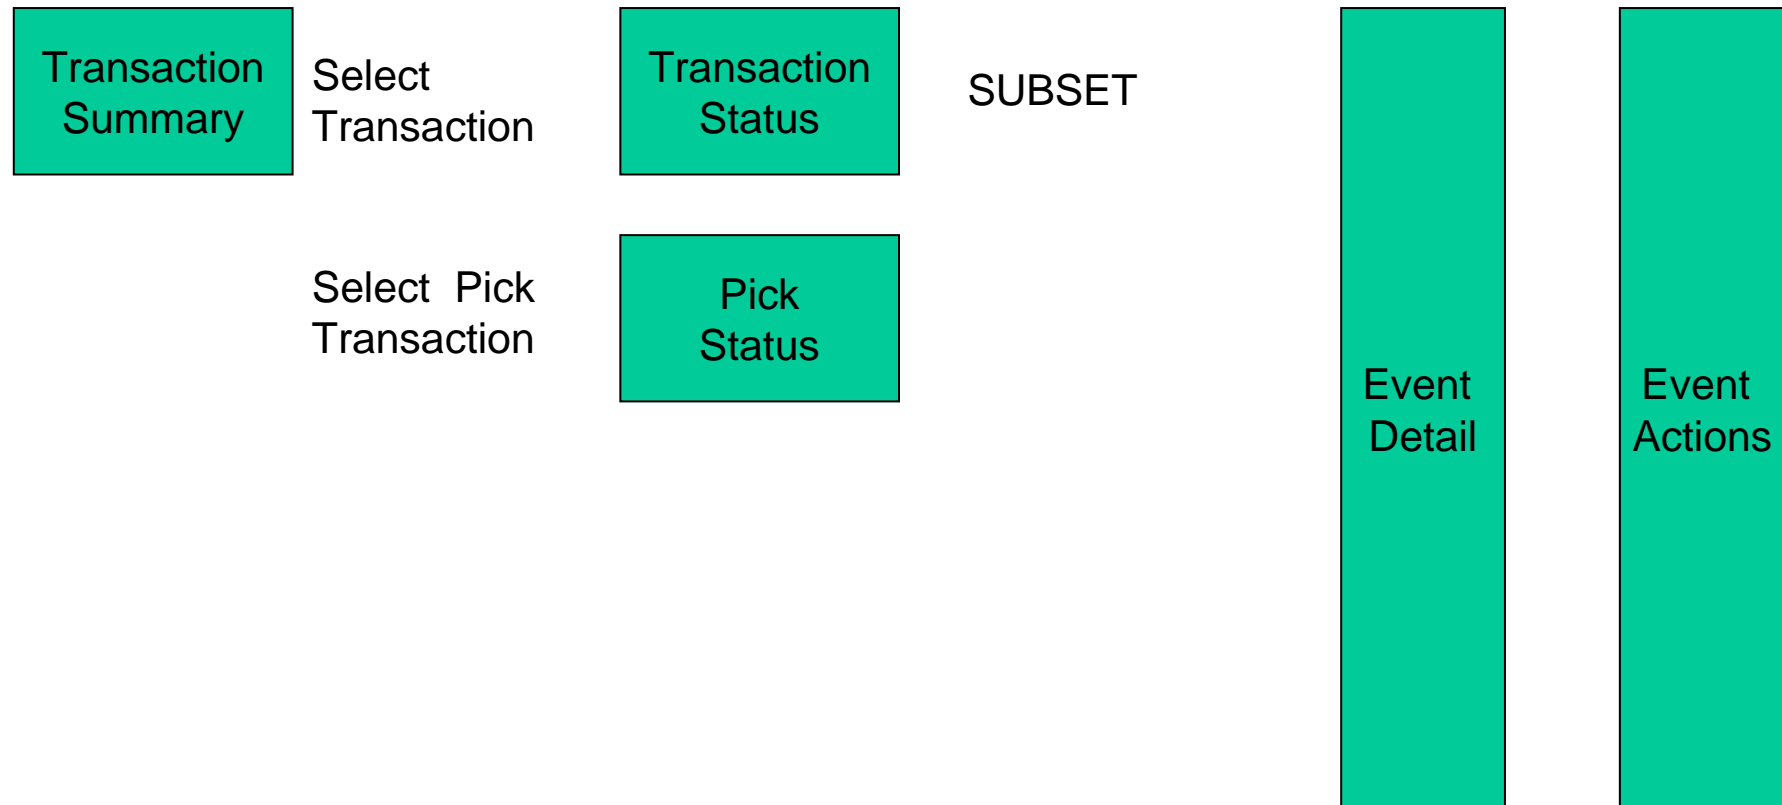 Transaction
Summary
Select
Transaction
Transaction
Status
SUBSET
Select Pick
Transaction
Pick
Status
Event
Detail
Event
Actions